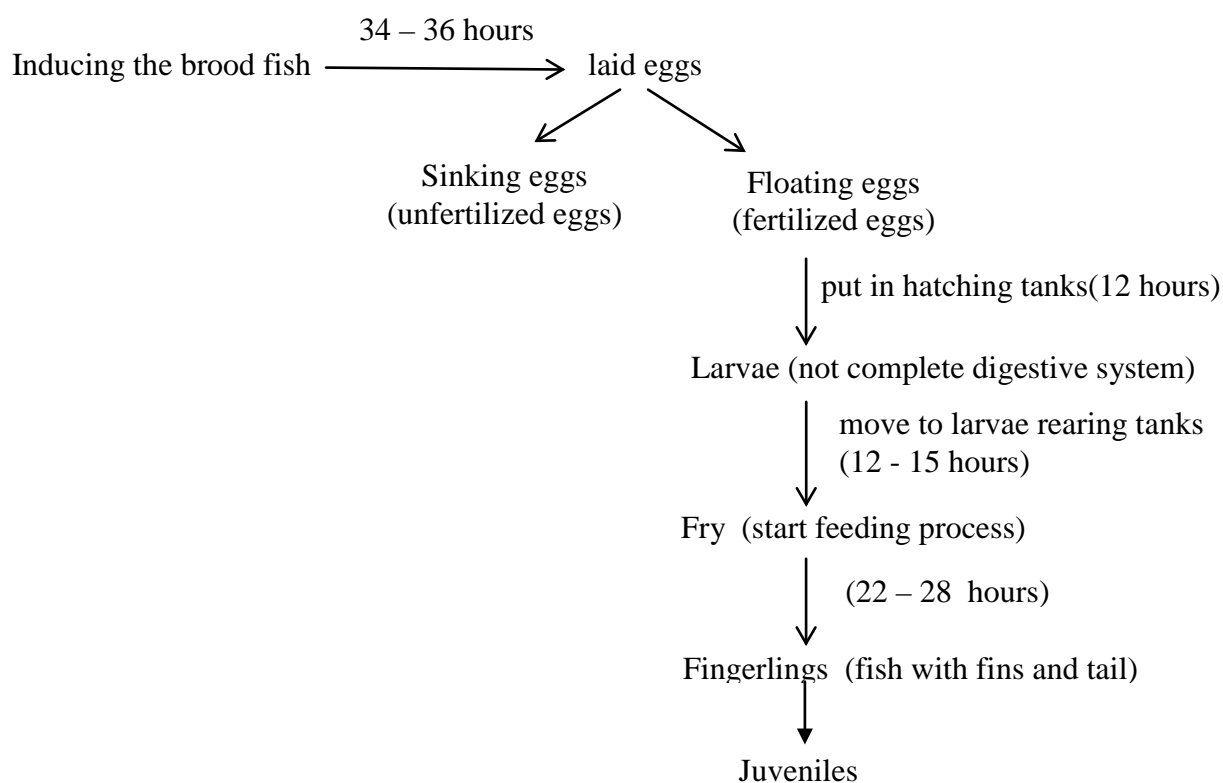 34 – 36 hours
Inducing the brood fish
laid eggs
Sinking eggs
(unfertilized eggs)
Floating eggs
(fertilized eggs)
put in hatching tanks(12 hours)
Larvae (not complete digestive system)
move to larvae rearing tanks
(12 - 15 hours)
Fry (start feeding process)
(22 – 28 hours)
Fingerlings (fish with fins and tail)
Juveniles